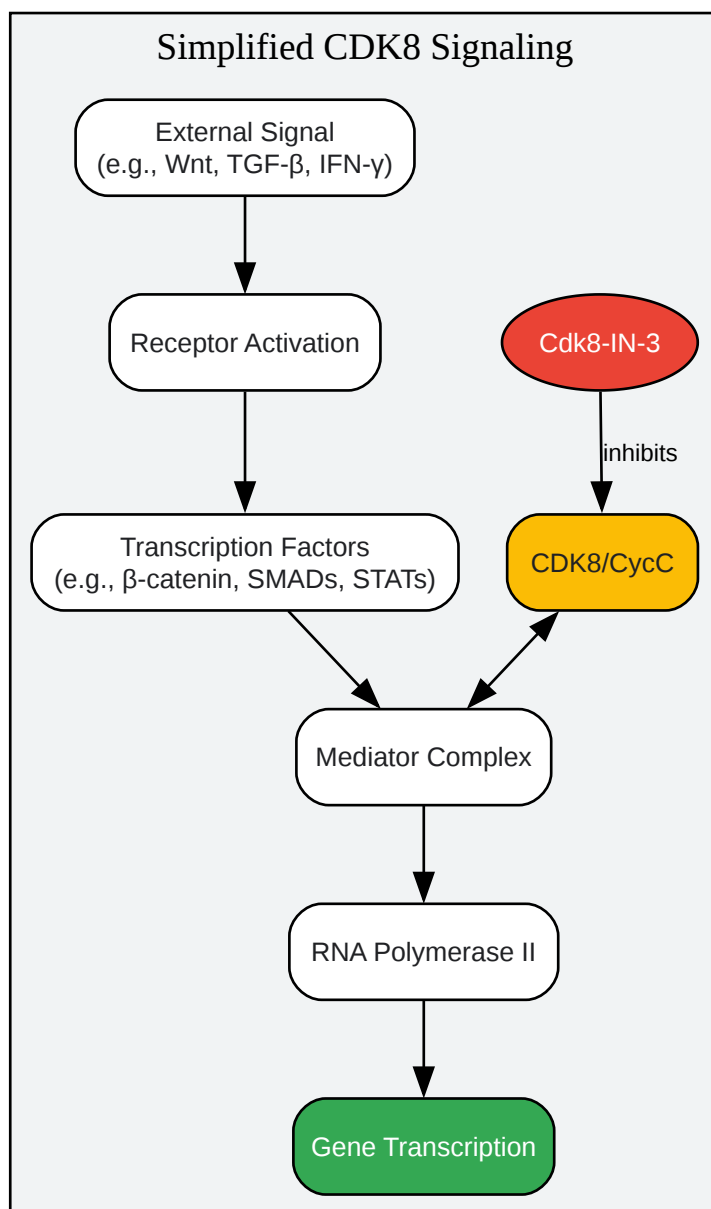 Simplified CDK8 Signaling
External Signal
(e.g., Wnt, TGF-β, IFN-γ)
Receptor Activation
Cdk8-IN-3
inhibits
Transcription Factors
(e.g., β-catenin, SMADs, STATs)
CDK8/CycC
Mediator Complex
RNA Polymerase II
Gene Transcription